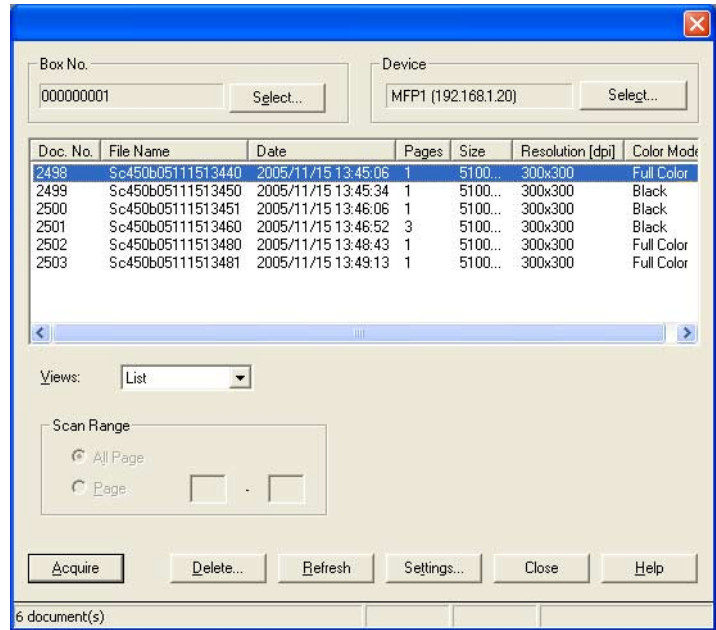 Box No.
Device
000000001
Select...
MFP1 (192.168.1.20)
Select...
Doc. No. File Name Date Pages Size Resolution [dpi] Color Mode
2498 Sc450b05111513440 2005/11/15 13:45:06 1 5100... 300x300 Full Color
2499 Sc450b05111513450 2005/11/15 13:45:34 1 5100... 300x300 Black
2500 Sc450b05111513451 2005/11/15 13:46:06 1 5100... 300x300 Black
2501 Sc450b05111513460 2005/11/15 13:46:52 3 5100... 300x300 Black
2502 Sc450b05111513480 2005/11/15 13:48:43 1 5100... 300x300 Full Color
2503 Sc450b05111513481 2005/11/15 13:49:13 1 5100... 300x300 Full Color
Views: List
Scan Range
All Page
Page -
Acquire Delete... Refresh Settings... Close Help
6 document(s)